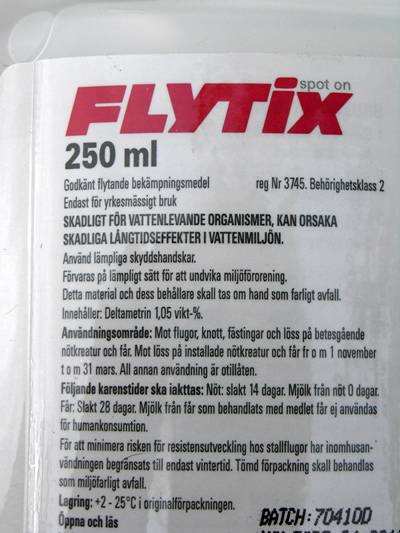 spot on
FLYTIX
250 ml
Godkänt flytande bekämpningsmedel reg Nr 3745. Behörighetsklass 2
Endast för yrkesmässigt bruk
SKADLIGT FÖR VATTENLEVANDE ORGANISMER, KAN ORSAKA
SKADLIGA LÅNGTIDSEFFEKTER I VATTENMILJÖN.
Använd lämpliga skyddshandskar.
Förvaras på lämpligt sätt för att undvika miljöförorening.
Detta material och dess behållare skall tas om hand som farligt avfall.
Innehåller: Deltametrin 1,05 vikt-%.
Användningsområde: Mot flugor, knott, fästingar och löss på betesgående
nötkreatur och får. Mot löss på installade nötkreatur och får fr o m 1 november
t o m 31 mars. All annan användning är otillåten.
Följande karenstider ska iakttas: Nöt: slakt 14 dagar. Mjölk från nöt 0 dagar.
Får: Slakt 28 dagar. Mjölk från får som behandlats med medlet får ej användas
för humankonsumtion.
För att minimera risken för resistensutveckling hos stallflugor har inomhusan-
vändningen begränsats till endast vintertid. Tömd förpackning skall behandlas
som miljöfarligt avfall.
Lagring: +2 - 25°C i originalförpackningen.
Öppna och läs BATCH: 70410D